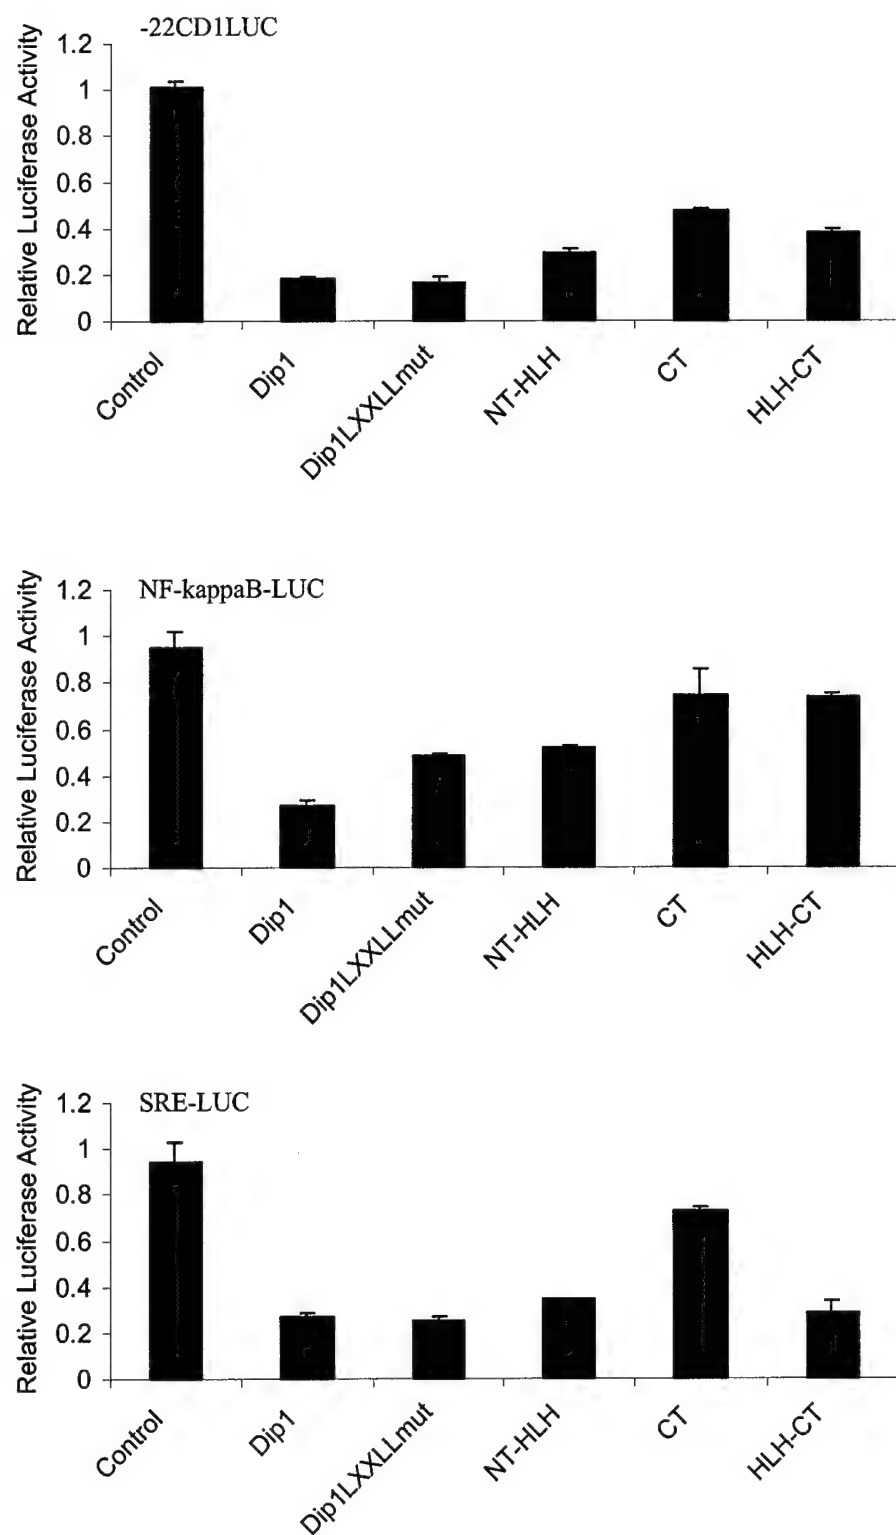 -22CD1LUC
Relative Luciferase Activity
1.2
1
0.8
0.6
0.4
0.2
0
Control
Dip1
Dip1LXXLLmut
NT-HLH
CT
HLH-CT
NF-kappaB-LUC
Relative Luciferase Activity
1.2
1
0.8
0.6
0.4
0.2
0
Control
Dip1
Dip1LXXLLmut
NT-HLH
CT
HLH-CT
SRE-LUC
Relative Luciferase Activity
1.2
1
0.8
0.6
0.4
0.2
0
Control
Dip1
Dip1LXXLLmut
NT-HLH
CT
HLH-CT